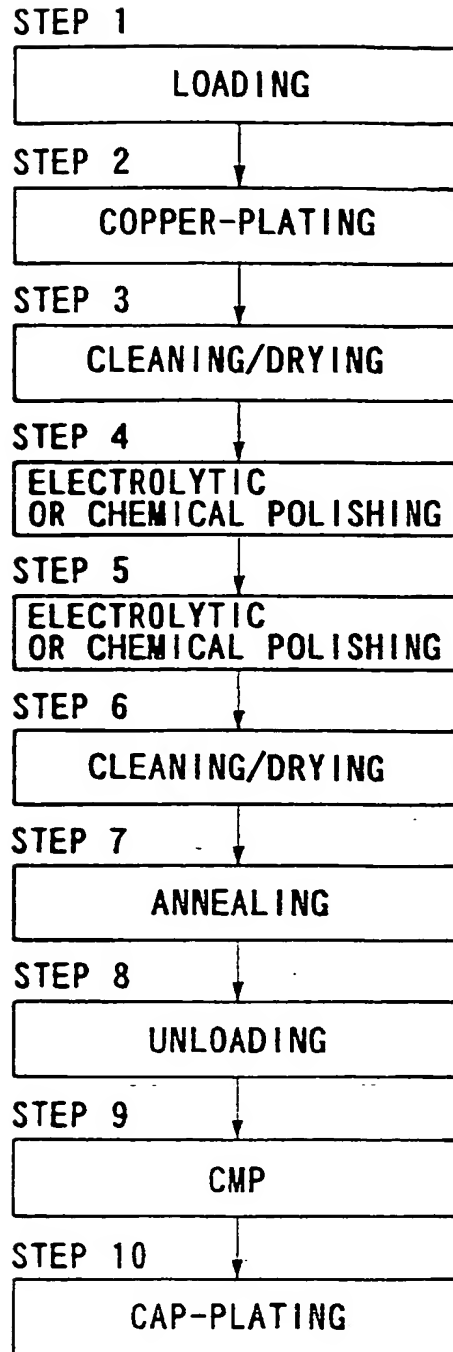 STEP 1
LOADING
STEP 2
COPPER-PLATING
STEP 3
CLEANING/DRYING
STEP 4
ELECTROLYTIC
OR CHEMICAL POLISHING
STEP 5
ELECTROLYTIC
OR CHEMICAL POLISHING
STEP 6
CLEANING/DRYING
STEP 7
ANNEALING
STEP 8
UNLOADING
STEP 9
CMP
STEP 10
CAP-PLATING